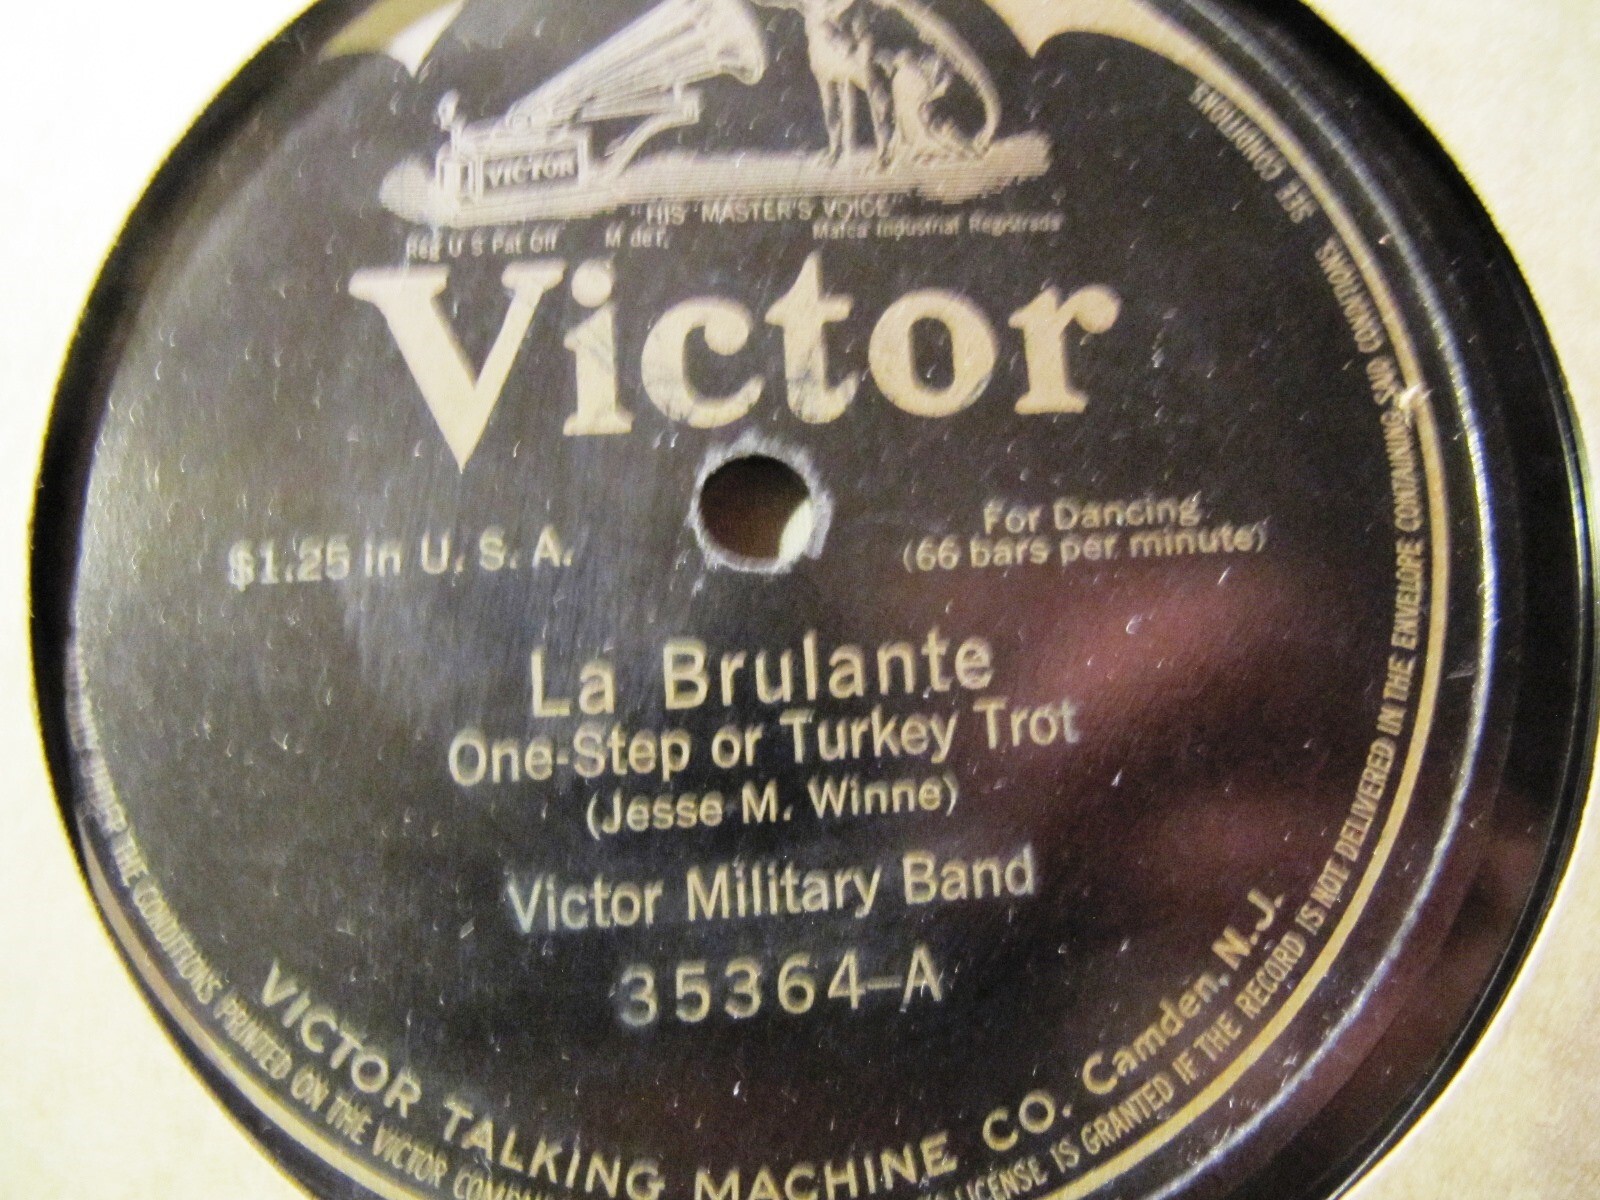 VICTOR
"HIS MASTER'S VOICE"
Reg U S Pat Off M de F. Marca Industrial Registrada
Victor
$1.25 in U. S. A.
For Dancing
(66 bars per minute)
La Brulante
One-Step or Turkey Trot
(Jesse M. Winne)
Victor Military Band
35364-A
VICTOR TALKING MACHINE CO. Camden, N.J.
UNDER THE CONDITIONS PRINTED ON THE VICTOR
LICENSE IS GRANTED IF THE RECORD IS NOT DELIVERED IN THE ENVELOPE CONTAINING SAID CONDITIONS. SEE CONDITIONS